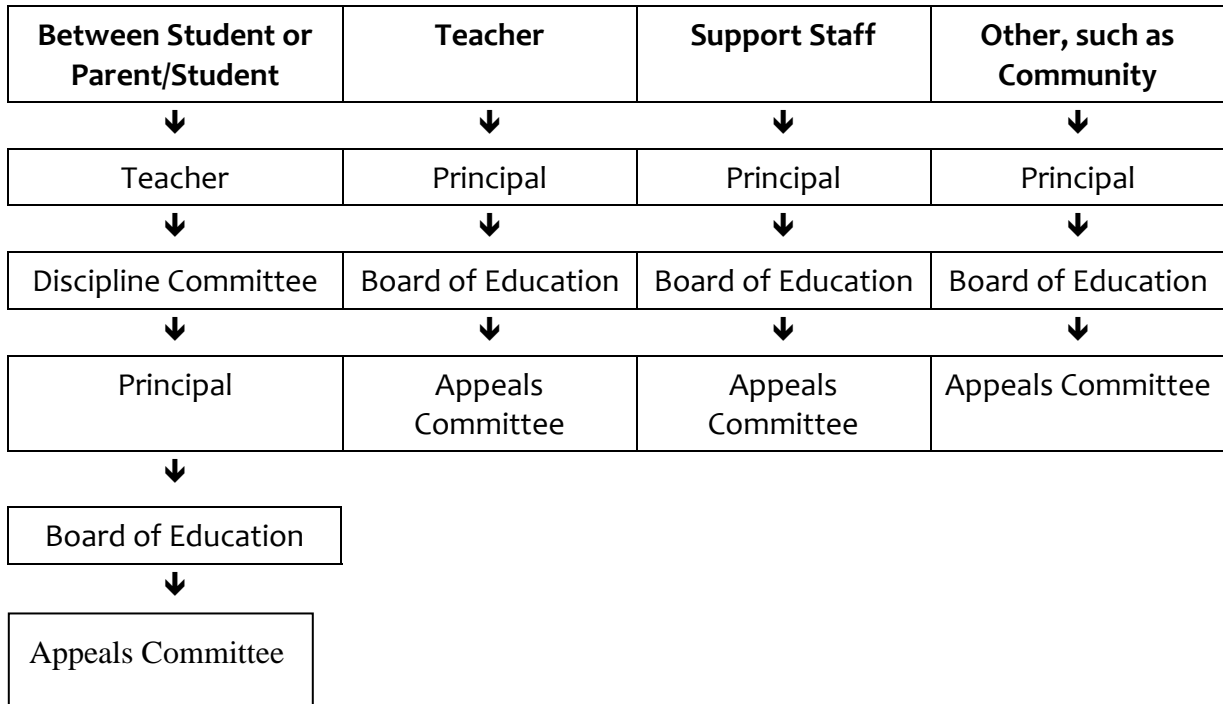 Between Student or Parent/Student
Teacher
Support Staff
Other, such as Community
🡻 🡻 🡻 🡻
Teacher
Principal
Principal
Principal
🡻 🡻 🡻 🡻
Discipline Committee
Board of Education
Board of Education
Board of Education
🡻 🡻 🡻 🡻
Principal
Appeals Committee
Appeals Committee
Appeals Committee
🡻
Board of Education
🡻
Appeals Committee